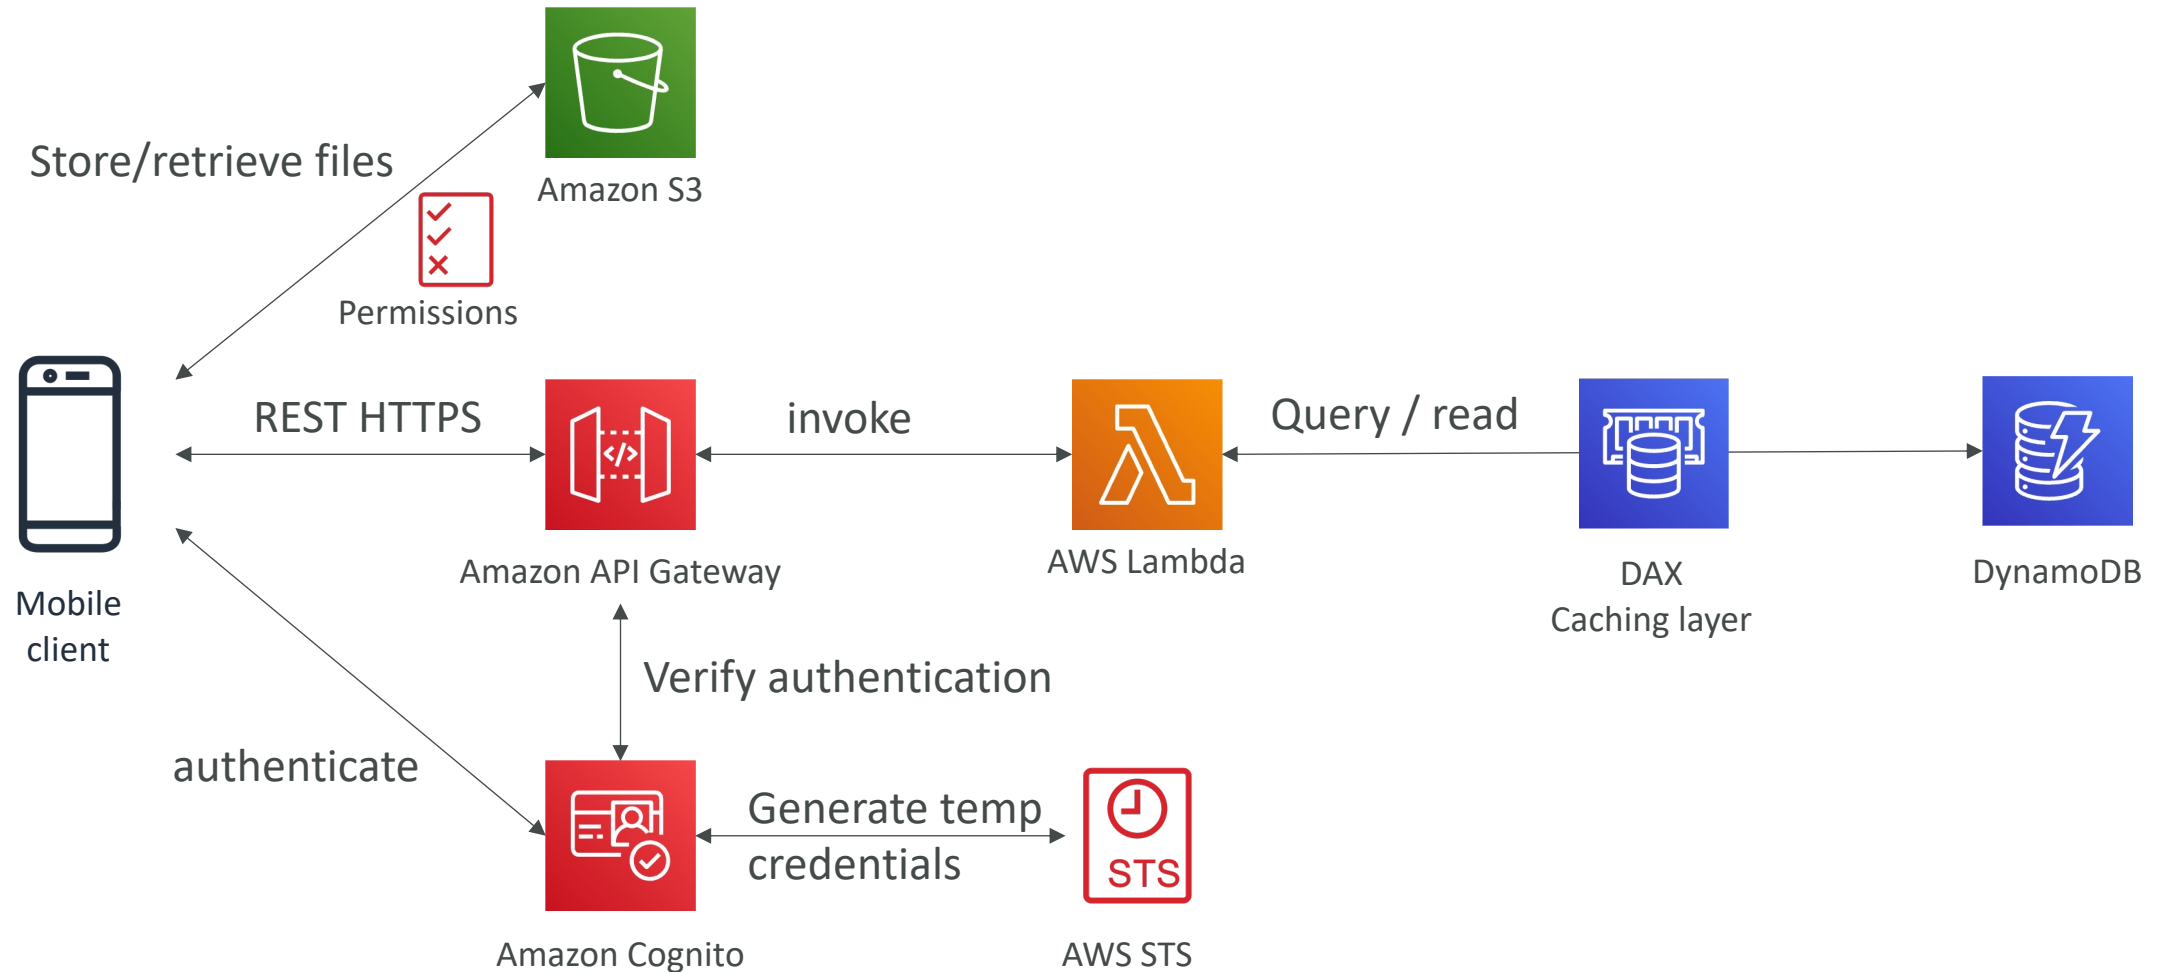 Store/retrieve files
Amazon S3
Permissions
REST HTTPS
invoke
Query / read
</>
Amazon API Gateway
AWS Lambda
DAX
Caching layer
DynamoDB
Mobile
client
Verify authentication
authenticate
Generate temp
credentials
STS
Amazon Cognito
AWS STS